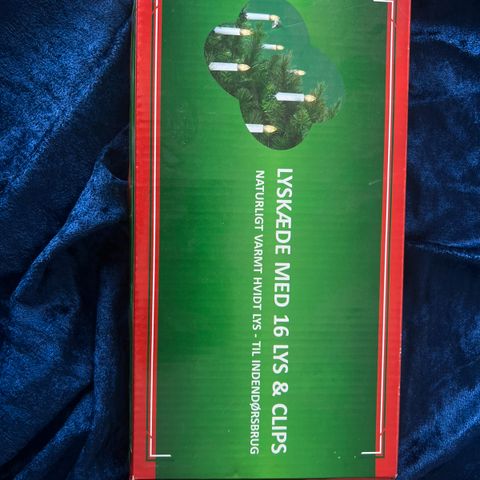 LYSKÆDE MED 16 LYS & CLIPS
NATURLIGT VARMT HVIDT LYS - TIL INDENDØRSBRUG